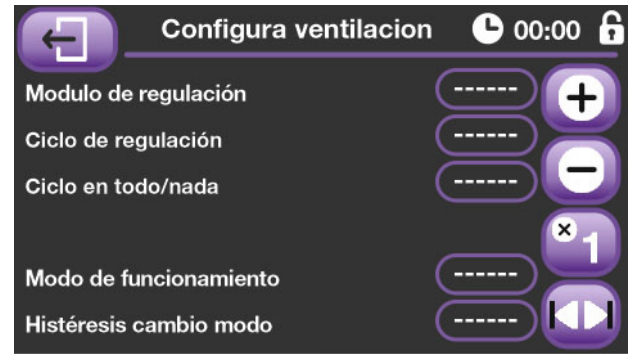 Configura ventilacion 00:00
Modulo de regulación ------
Ciclo de regulación ------
Ciclo en todo/nada ------
×1
Modo de funcionamiento ------
Histéresis cambio modo ------